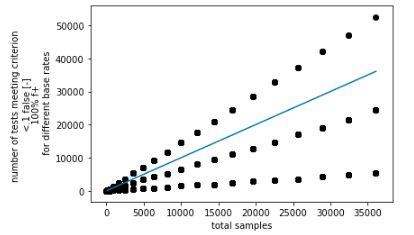 number of tests meeting criterion
<.1 false [-]
100% f+
for different base rates
50000
40000
30000
20000
10000
0
0 5000 10000 15000 20000 25000 30000 35000
total samples